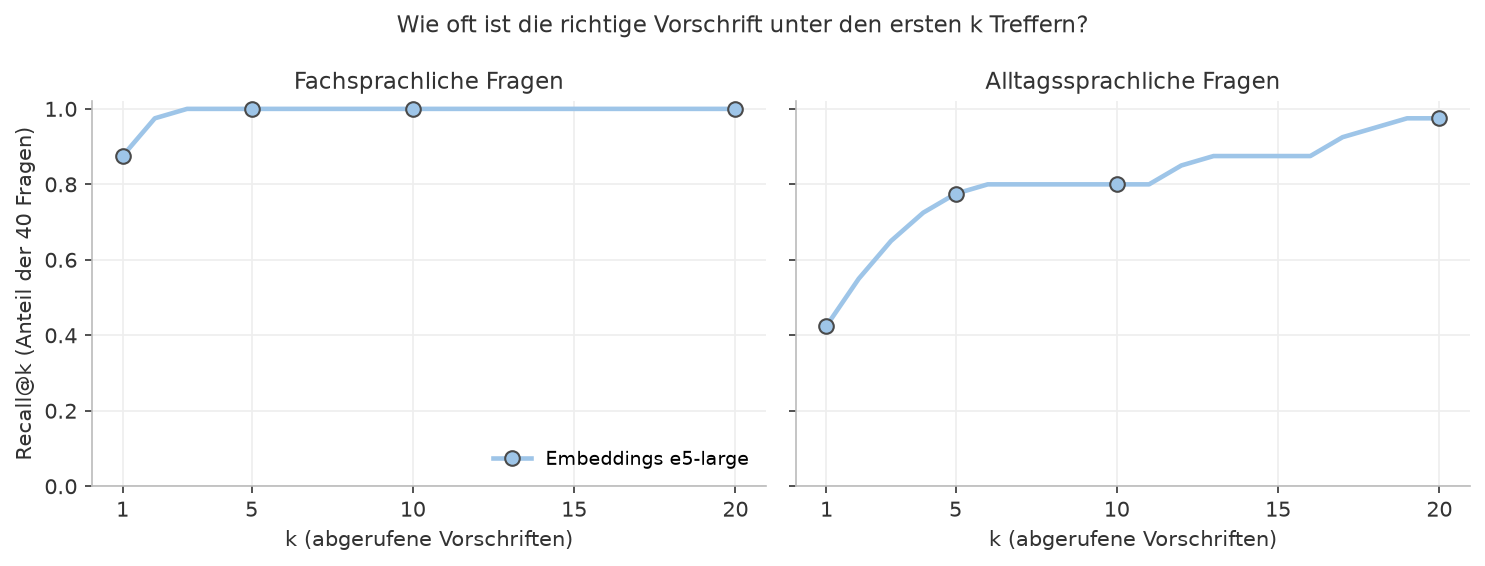 Wie oft ist die richtige Vorschrift unter den ersten k Treffern?
Fachsprachliche Fragen
Recall@k (Anteil der 40 Fragen)
1.0
0.8
0.6
0.4
0.2
0.0
Embeddings e5-large
1 5 10 15 20
k (abgerufene Vorschriften)
Alltagssprachliche Fragen
1 5 10 15 20
k (abgerufene Vorschriften)